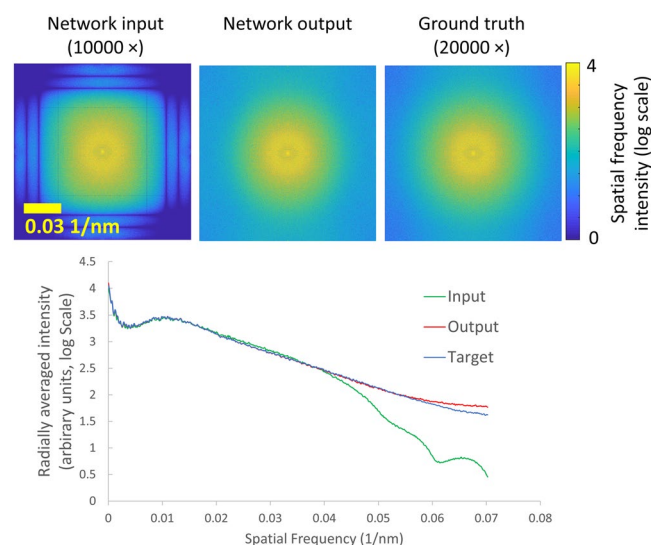 Network input
(10000 ×)
Network output
Ground truth
(20000 ×)
0.03 1/nm
4
0
Spatial frequency
intensity (log scale)
Radially averaged intensity
(arbirary units, log Scale)
4.5
4
3.5
3
2.5
2
1.5
1
0.5
0
Input
Output
Target
0 0.01 0.02 0.03 0.04 0.05 0.06 0.07 0.08
Spatial Frequency (1/nm)